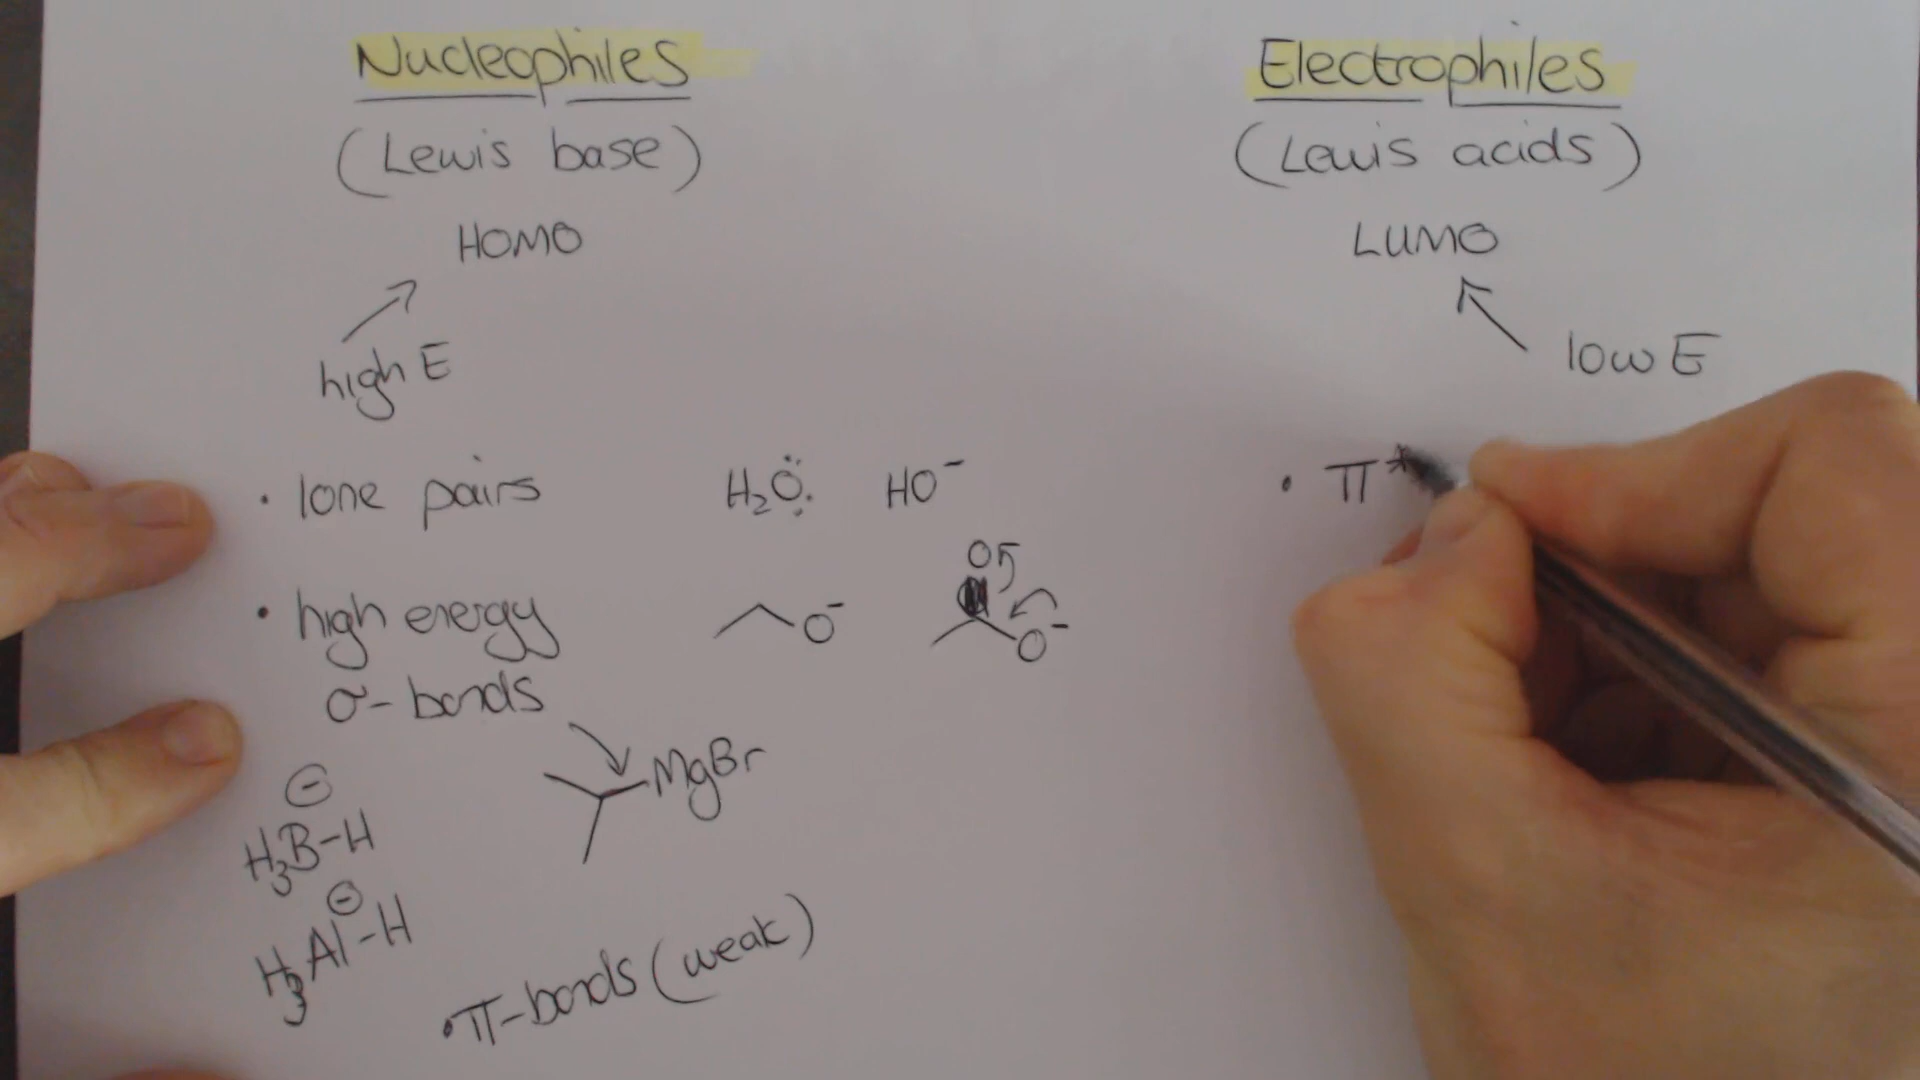 Nucleophiles
(Lewis base)
HOMO
high E
• lone pairs
H₂Ö: HO⁻
• high energy
σ- bonds
O⁻
O
O⁻
MgBr
⊖
H₃B-H
⊖
H₃Al-H
•π-bonds (weak)
Electrophiles
(Lewis acids)
LUMO
low E
• π*